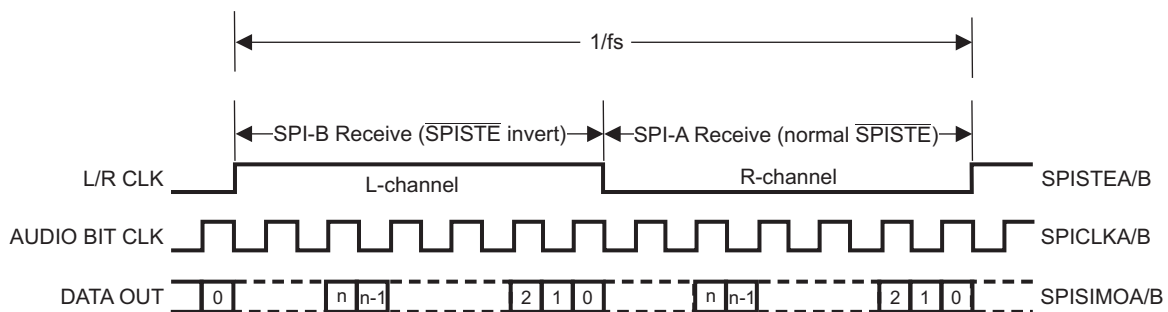 1/fs
SPI-B Receive (SPISTE invert) SPI-A Receive (normal SPISTE)
L/R CLK L-channel R-channel SPISTEA/B
AUDIO BIT CLK SPICLKA/B
DATA OUT 0 n n-1 2 1 0 n n-1 2 1 0 SPISIMOA/B